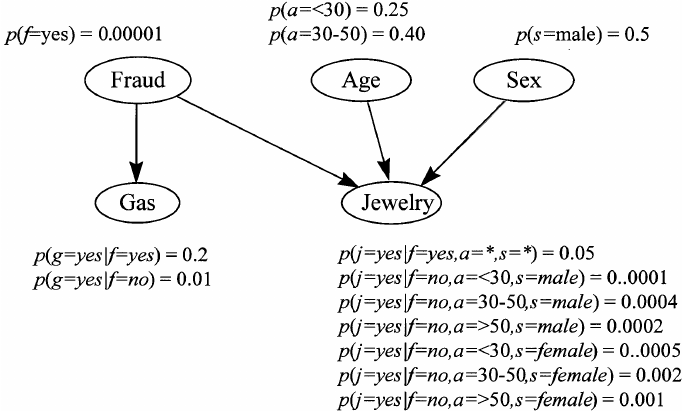 p(a=<30) = 0.25
p(f=yes) = 0.00001
p(a=30-50) = 0.40
p(s=male) = 0.5
Fraud
Age
Sex
Gas
Jewelry
p(g=yes|f=yes) = 0.2
p(g=yes|f=no) = 0.01
p(j=yes|f=yes,a=*,s=*) = 0.05
p(j=yes|f=no,a=<30,s=male) = 0..0001
p(j=yes|f=no,a=30-50,s=male) = 0.0004
p(j=yes|f=no,a=>50,s=male) = 0.0002
p(j=yes|f=no,a=<30,s=female) = 0..0005
p(j=yes|f=no,a=30-50,s=female) = 0.002
p(j=yes|f=no,a=>50,s=female) = 0.001